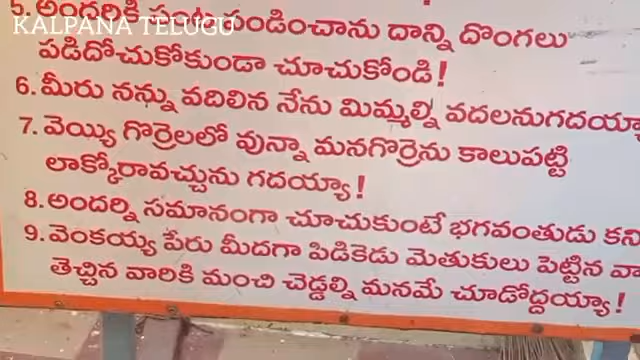 KALPANA TELUGU
5. అందరికి పంట పండించాను దాన్ని దొంగలు
పడిదోచుకోకుండా చూచుకోండి!
6. మీరు నన్ను వదిలిన నేను మిమ్మల్ని వదలనుగదయ్యా
7. వెయ్యి గొర్రెలలో వున్నా మనగొర్రెను కాలుపట్టి
లాక్కోరావచ్చును గదయ్యా!
8. అందర్ని సమానంగా చూచుకుంటే భగవంతుడు కని
9. వెంకయ్య పేరు మీదగా పిడికెడు మెతుకులు పెట్టిన వా
తెచ్చిన వారికి మంచి చెడ్డల్ని మనమే చూడొద్దయ్యా!